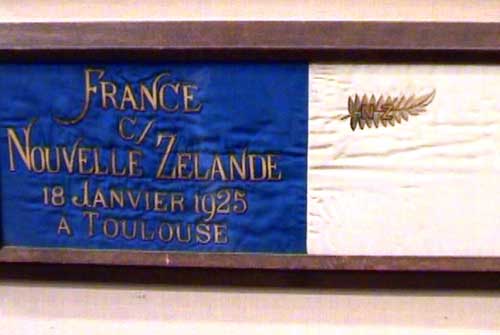 FRANCE
C/
NOUVELLE ZELANDE
18 JANVIER 1925
A TOULOUSE
NZ